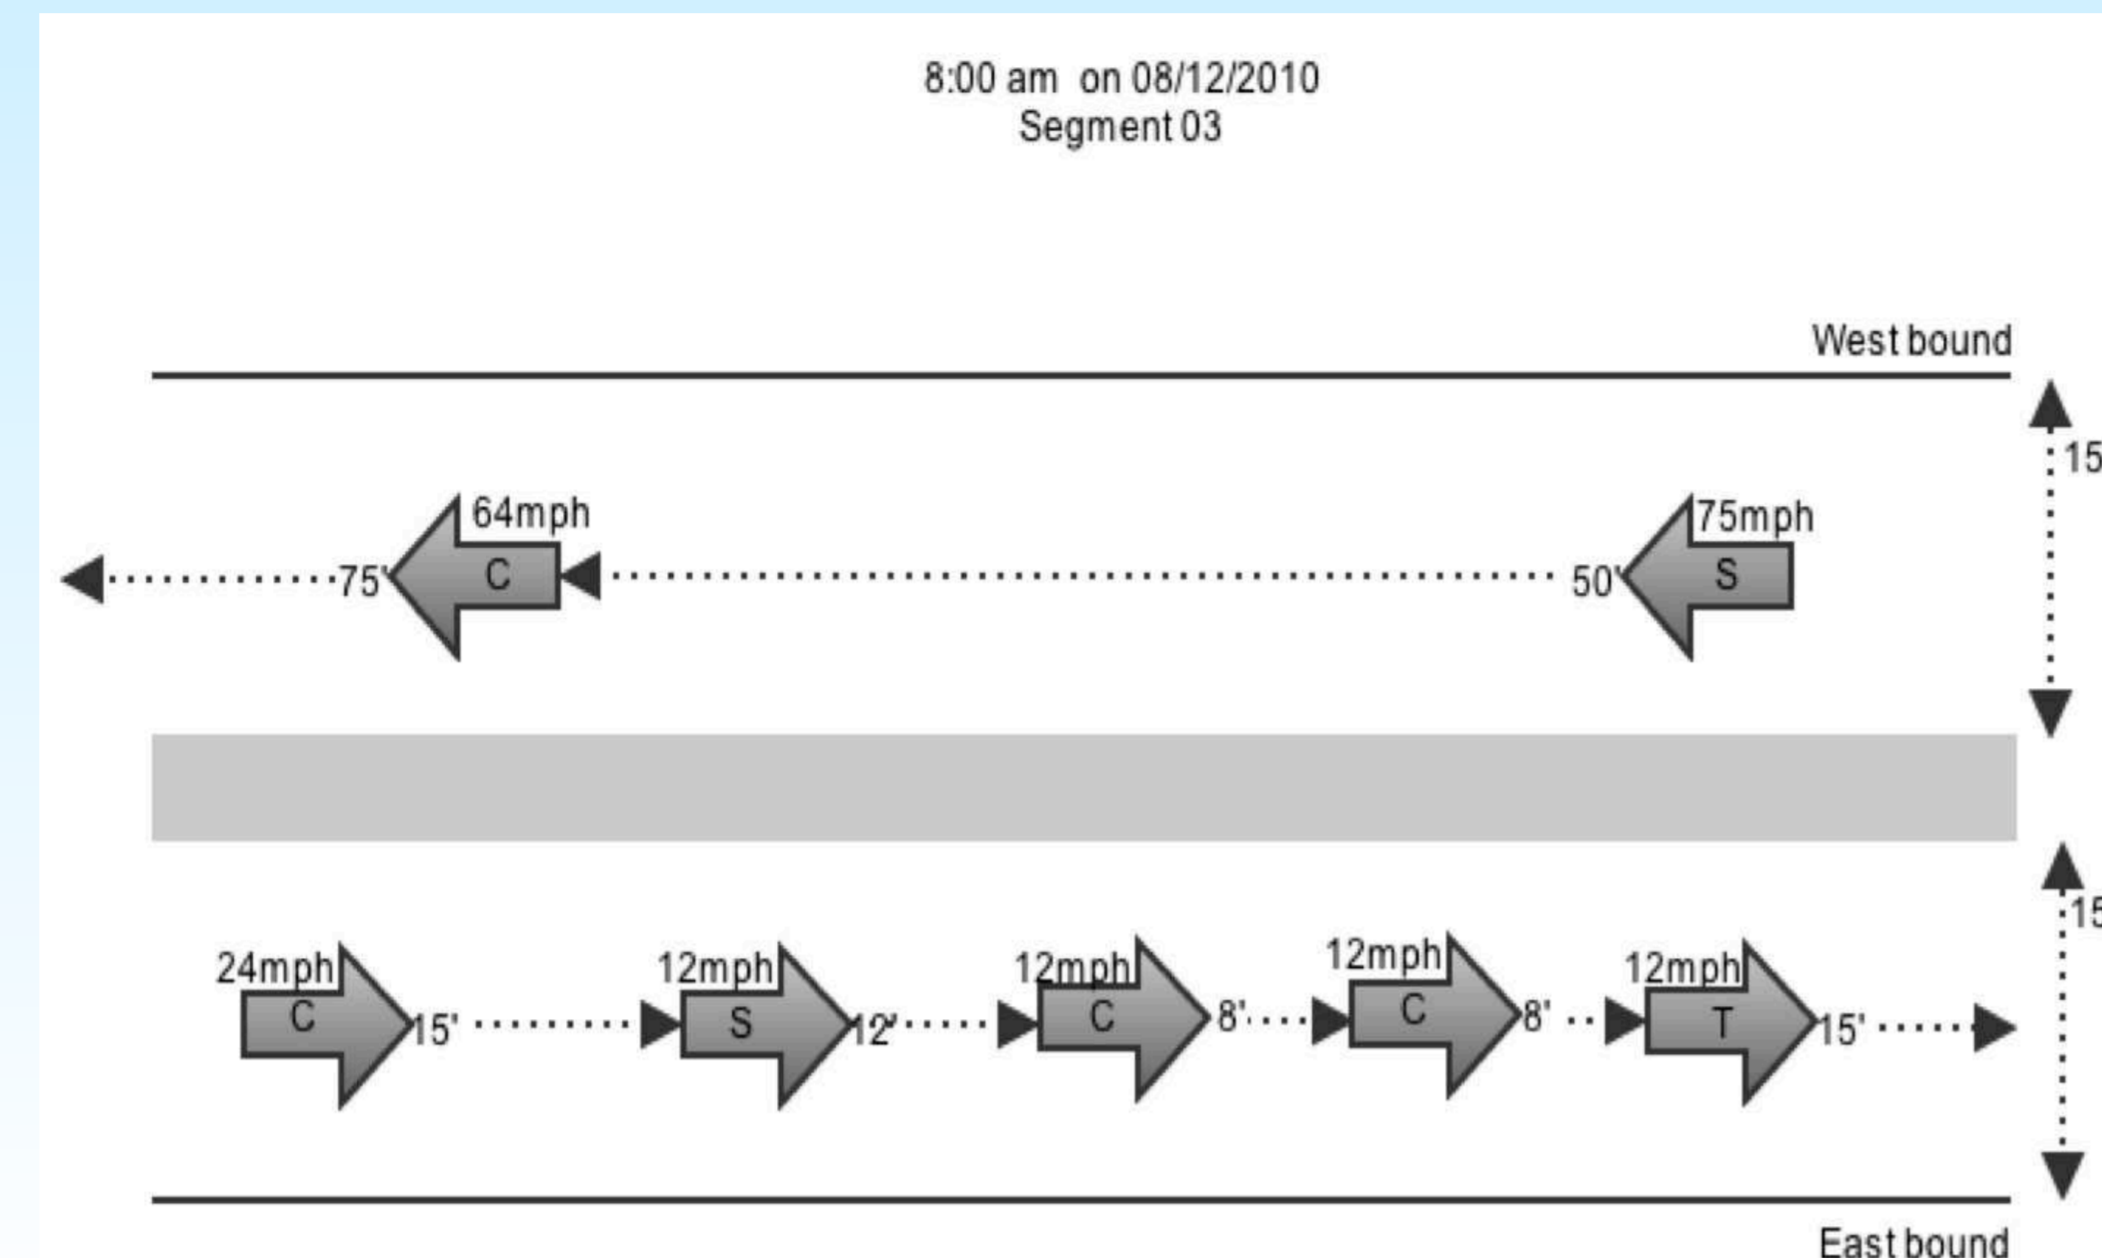 8:00 am on 08/12/2010
Segment 03
West bound
15
64mph
75mph
75'
C
50'
S
15
24mph
12mph
12mph
12mph
12mph
C
15'
S
12'
C
8'
C
8'
T
15'
East bound